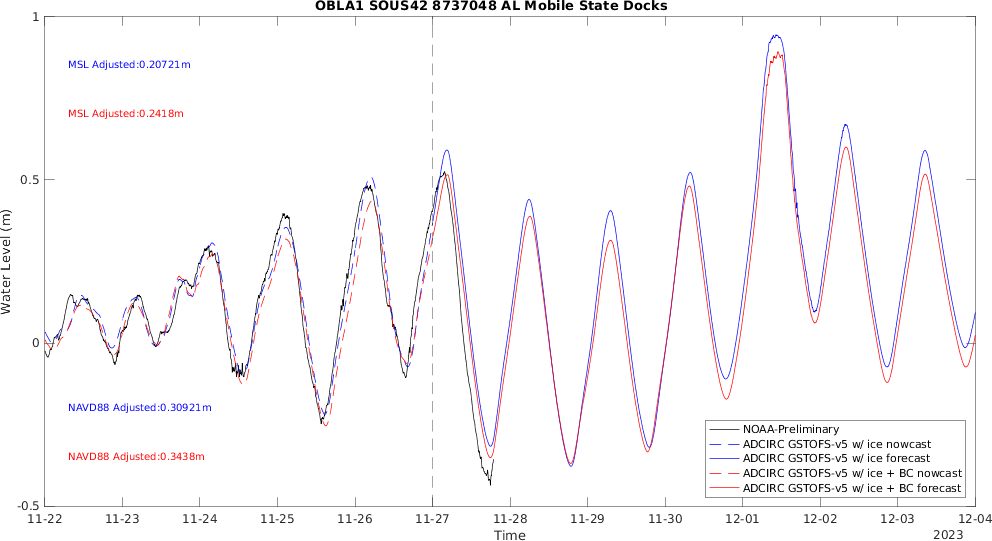 OBLA1 SOUS42 8737048 AL Mobile State Docks
1
MSL Adjusted:0.20721m
MSL Adjusted:0.2418m
0.5
Water Level (m)
0
NAVD88 Adjusted:0.30921m
NAVD88 Adjusted:0.3438m
NOAA-Preliminary
ADCIRC GSTOFS-v5 w/ ice nowcast
ADCIRC GSTOFS-v5 w/ ice forecast
ADCIRC GSTOFS-v5 w/ ice + BC nowcast
ADCIRC GSTOFS-v5 w/ ice + BC forecast
-0.5
11-22 11-23 11-24 11-25 11-26 11-27 11-28 11-29 11-30 12-01 12-02 12-03 12-04
Time
2023